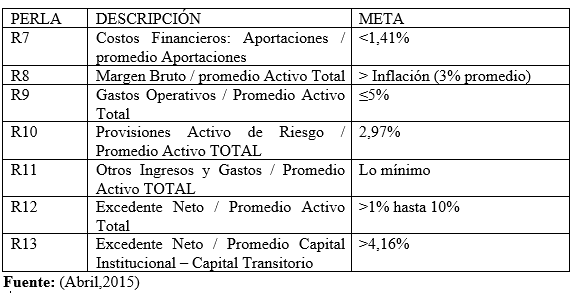 PERLA DESCRIPCIÓN META
R7 Costos Financieros: Aportaciones / <1,41%
promedio Aportaciones
R8 Margen Bruto / promedio Activo Total > Inflación (3% promedio)
R9 Gastos Operativos / Promedio Activo ≤5%
Total
R10 Provisiones Activo de Riesgo / 2,97%
Promedio Activo TOTAL
R11 Otros Ingresos y Gastos / Promedio Lo mínimo
Activo TOTAL
R12 Excedente Neto / Promedio Activo >1% hasta 10%
Total
R13 Excedente Neto / Promedio Capital >4,16%
Institucional – Capital Transitorio
Fuente: (Abril,2015)